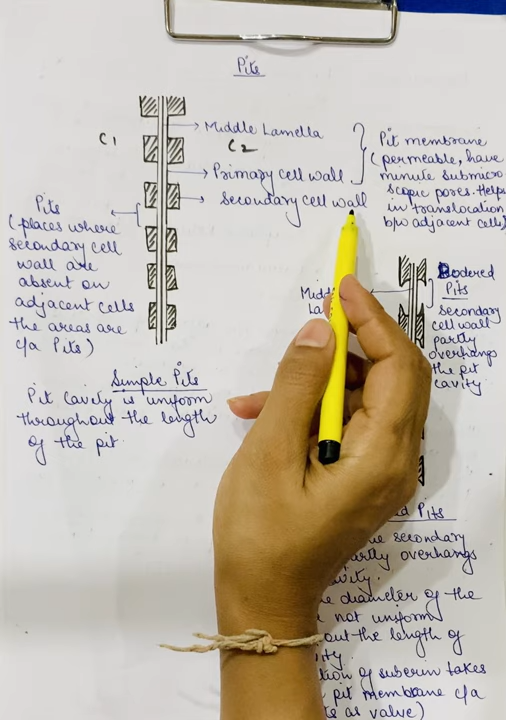 Pits
C1
C2
Middle Lamella
Primary cell wall
Secondary cell wall
Pit membrane
(permeable, have
minute submicro
scopic pores. Helps
in translocation
b/w adjacent cells)
Pits
(places where
secondary cell
wall are
absent on
adjacent cells
the areas are
c/a Pits)
Simple Pits
Pit cavity is uniform
throughout the length
of the pit
Bodered
Pits
secondary
cell wall
partly
overhangs
the pit
cavity
Pits
secondary
partly overhangs
diameter of the
not uniform
the length of
of suberin takes
pit membrane c/a
as valve)